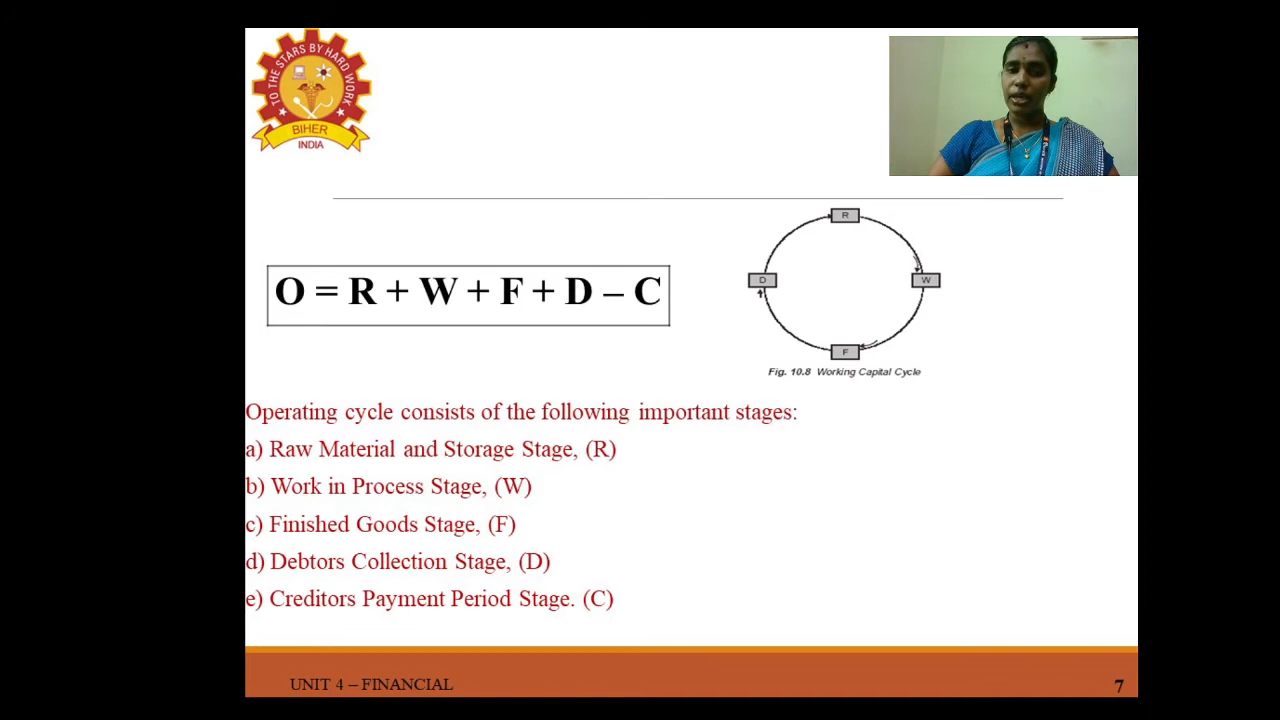 TO THE STARS BY HARD WORK
BIHER
INDIA
O = R + W + F + D – C
R
D
W
F
Fig. 10.8 Working Capital Cycle
Operating cycle consists of the following important stages:
a) Raw Material and Storage Stage, (R)
b) Work in Process Stage, (W)
c) Finished Goods Stage, (F)
d) Debtors Collection Stage, (D)
e) Creditors Payment Period Stage. (C)
UNIT 4 – FINANCIAL
7